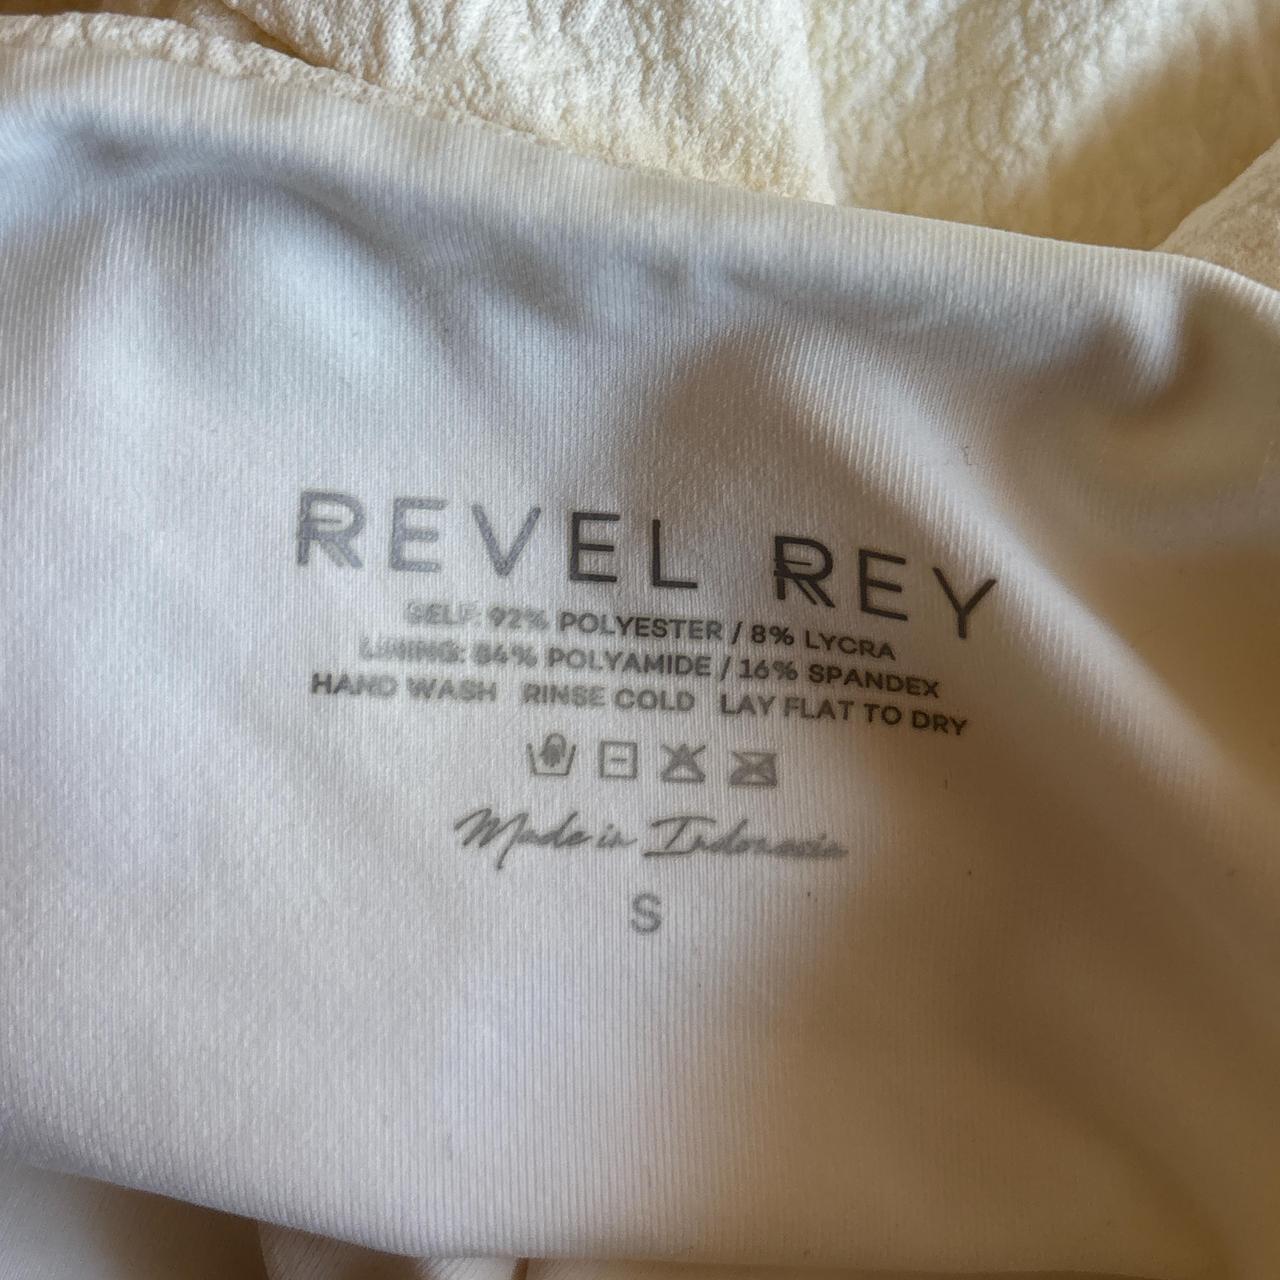 REVEL REY
SELF: 92% POLYESTER / 8% LYCRA
LINING: 84% POLYAMIDE / 16% SPANDEX
HAND WASH RINSE COLD LAY FLAT TO DRY
Made in Indonesia
S